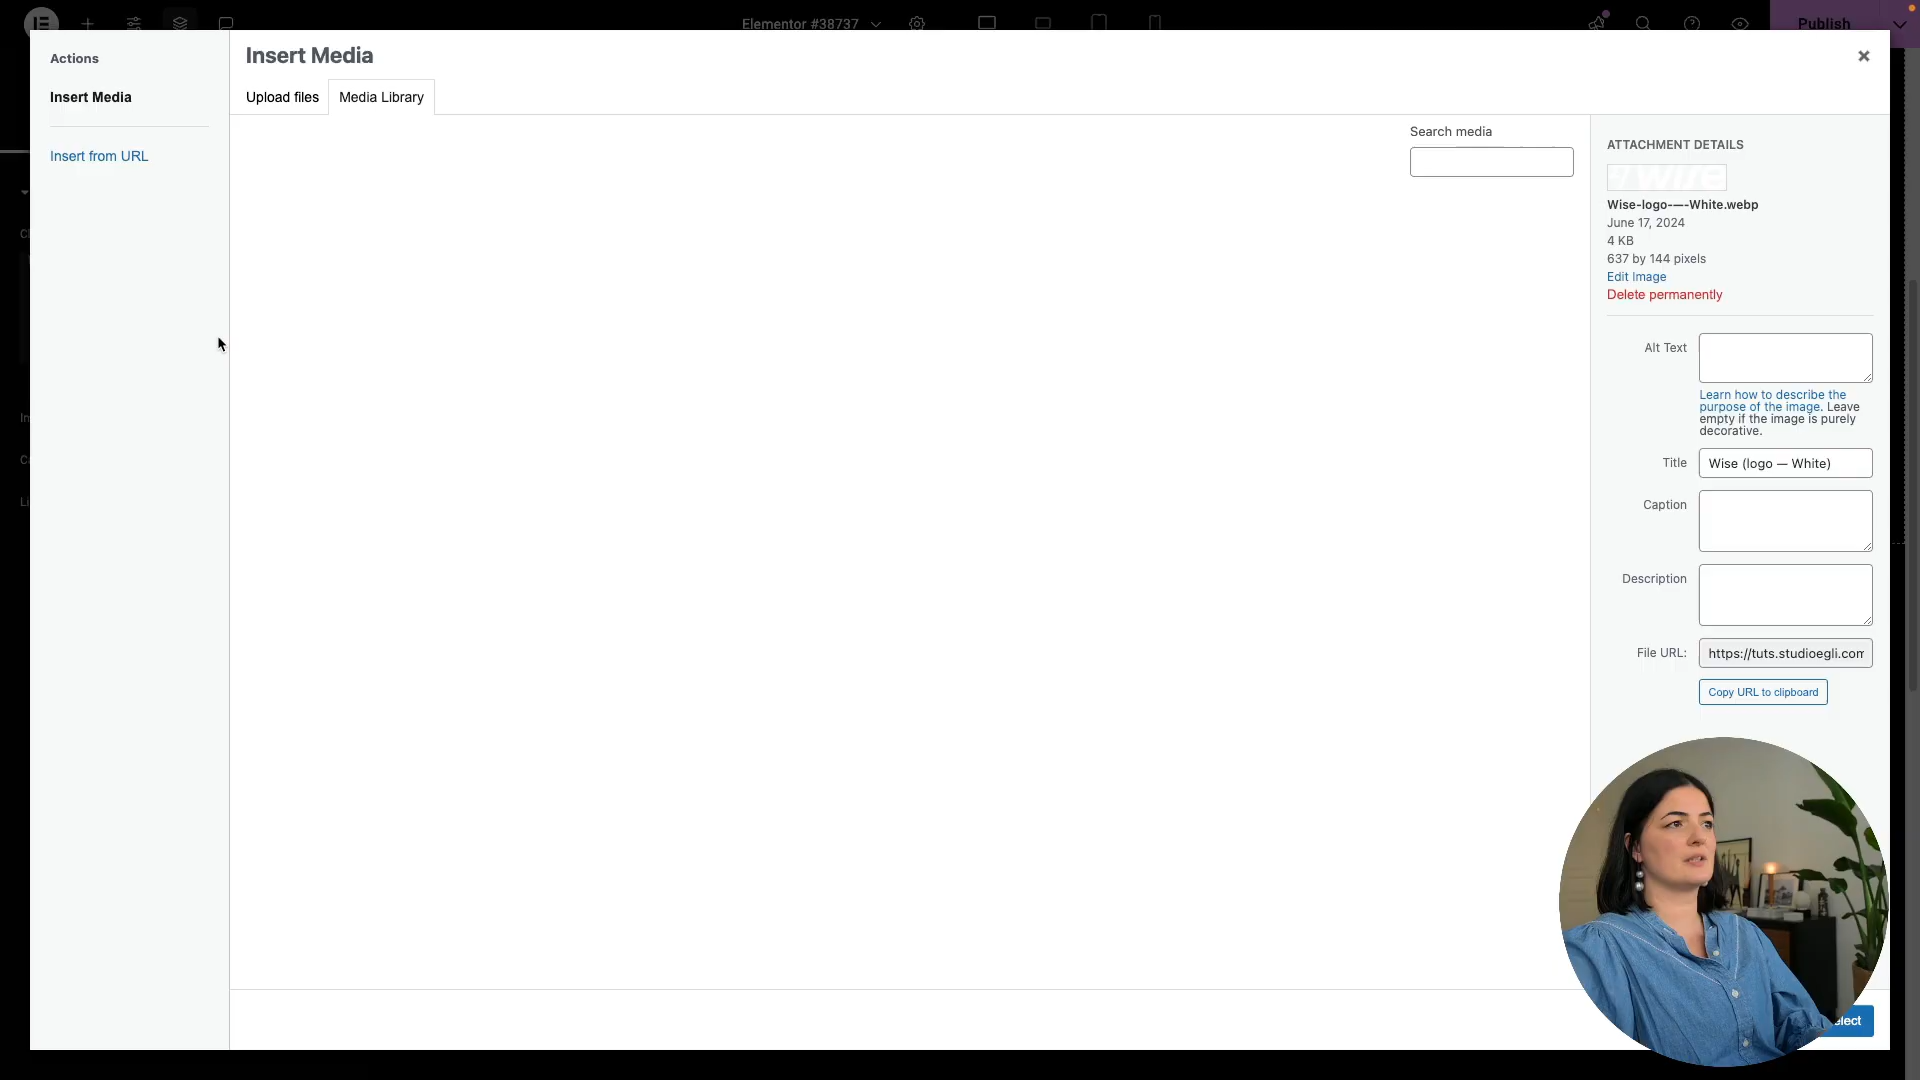 Elementor #38737
Publish
Actions
Insert Media
Insert from URL
Insert Media
Upload files
Media Library
Search media
ATTACHMENT DETAILS
WISE
Wise-logo-—-White.webp
June 17, 2024
4 KB
637 by 144 pixels
Edit Image
Delete permanently
Alt Text
Learn how to describe the
purpose of the image. Leave
empty if the image is purely
decorative.
Title
Wise (logo — White)
Caption
Description
File URL:
https://tuts.studioegli.com
Copy URL to clipboard